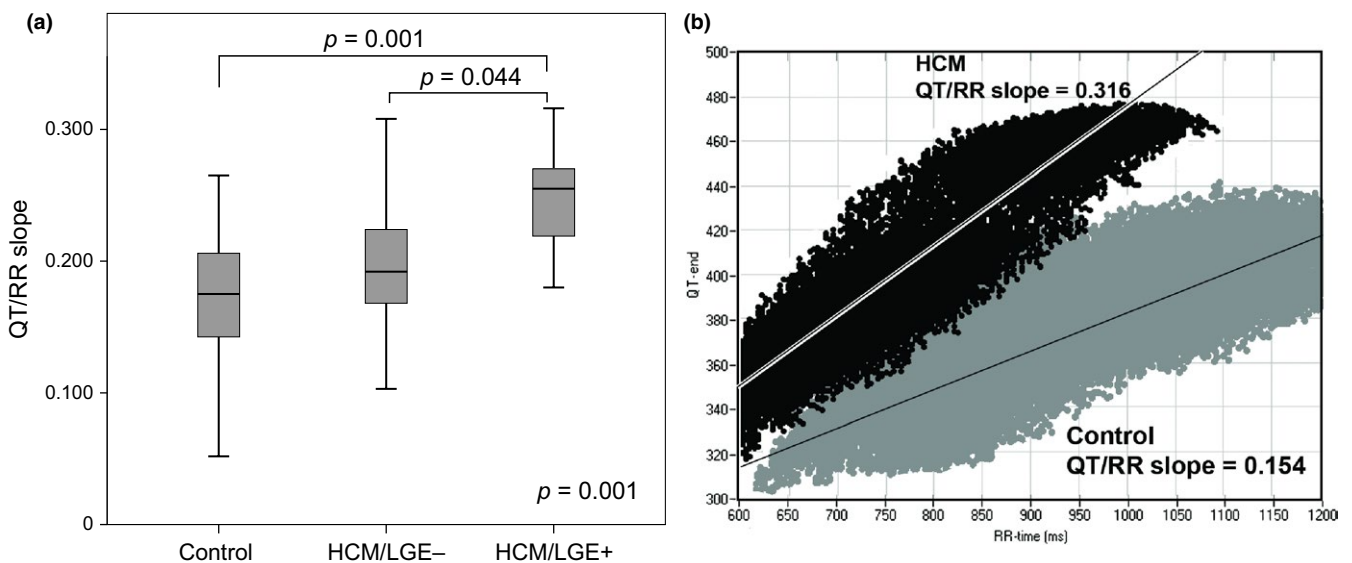 (a)
p = 0.001
p = 0.044
0.300
0.200
0.100
0
QT/RR slope
p = 0.001
Control
HCM/LGE–
HCM/LGE+
(b)
HCM
QT/RR slope = 0.316
500
480
460
440
420
400
380
360
340
320
300
QT-end
Control
QT/RR slope = 0.154
600 650 700 750 800 850 900 950 1000 1050 1100 1150 1200
RR-time (ms)